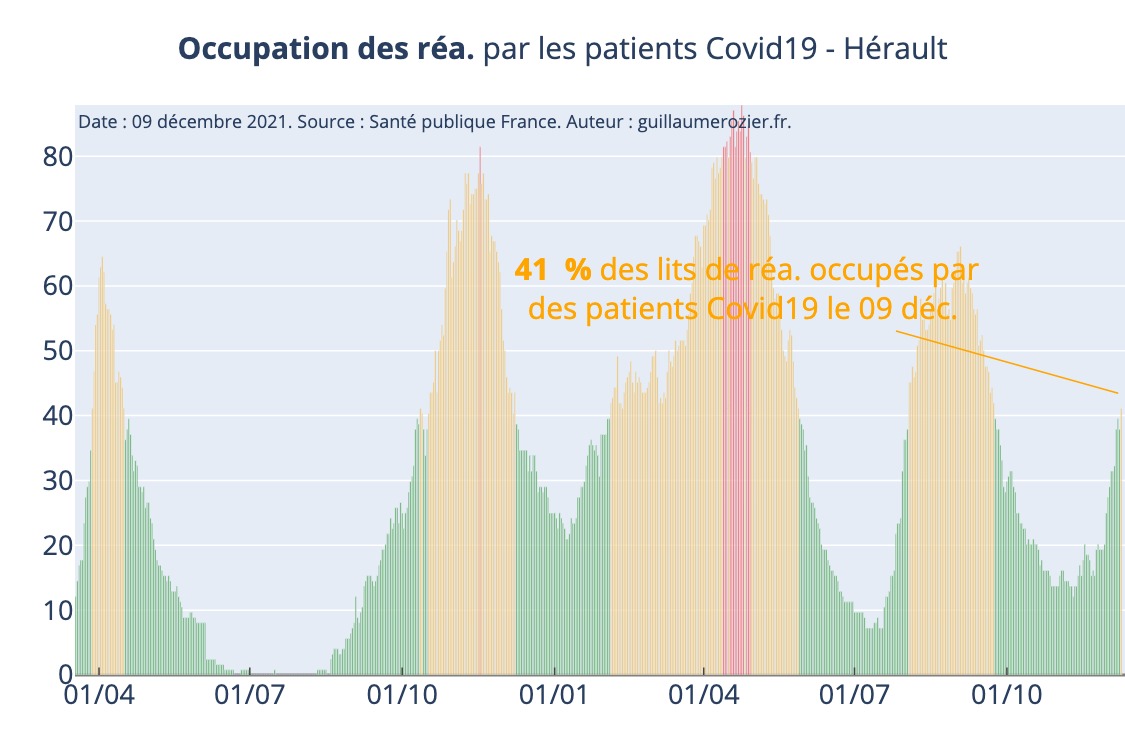 Occupation des réa. par les patients Covid19 - Hérault
Date : 09 décembre 2021. Source : Santé publique France. Auteur : guillaumerozier.fr.
80
70
41 % des lits de réa. occupés par
60
des patients Covid19 le 09 déc.
50
40
30
20
10
0
01/04 01/07 01/10 01/01 01/04 01/07 01/10